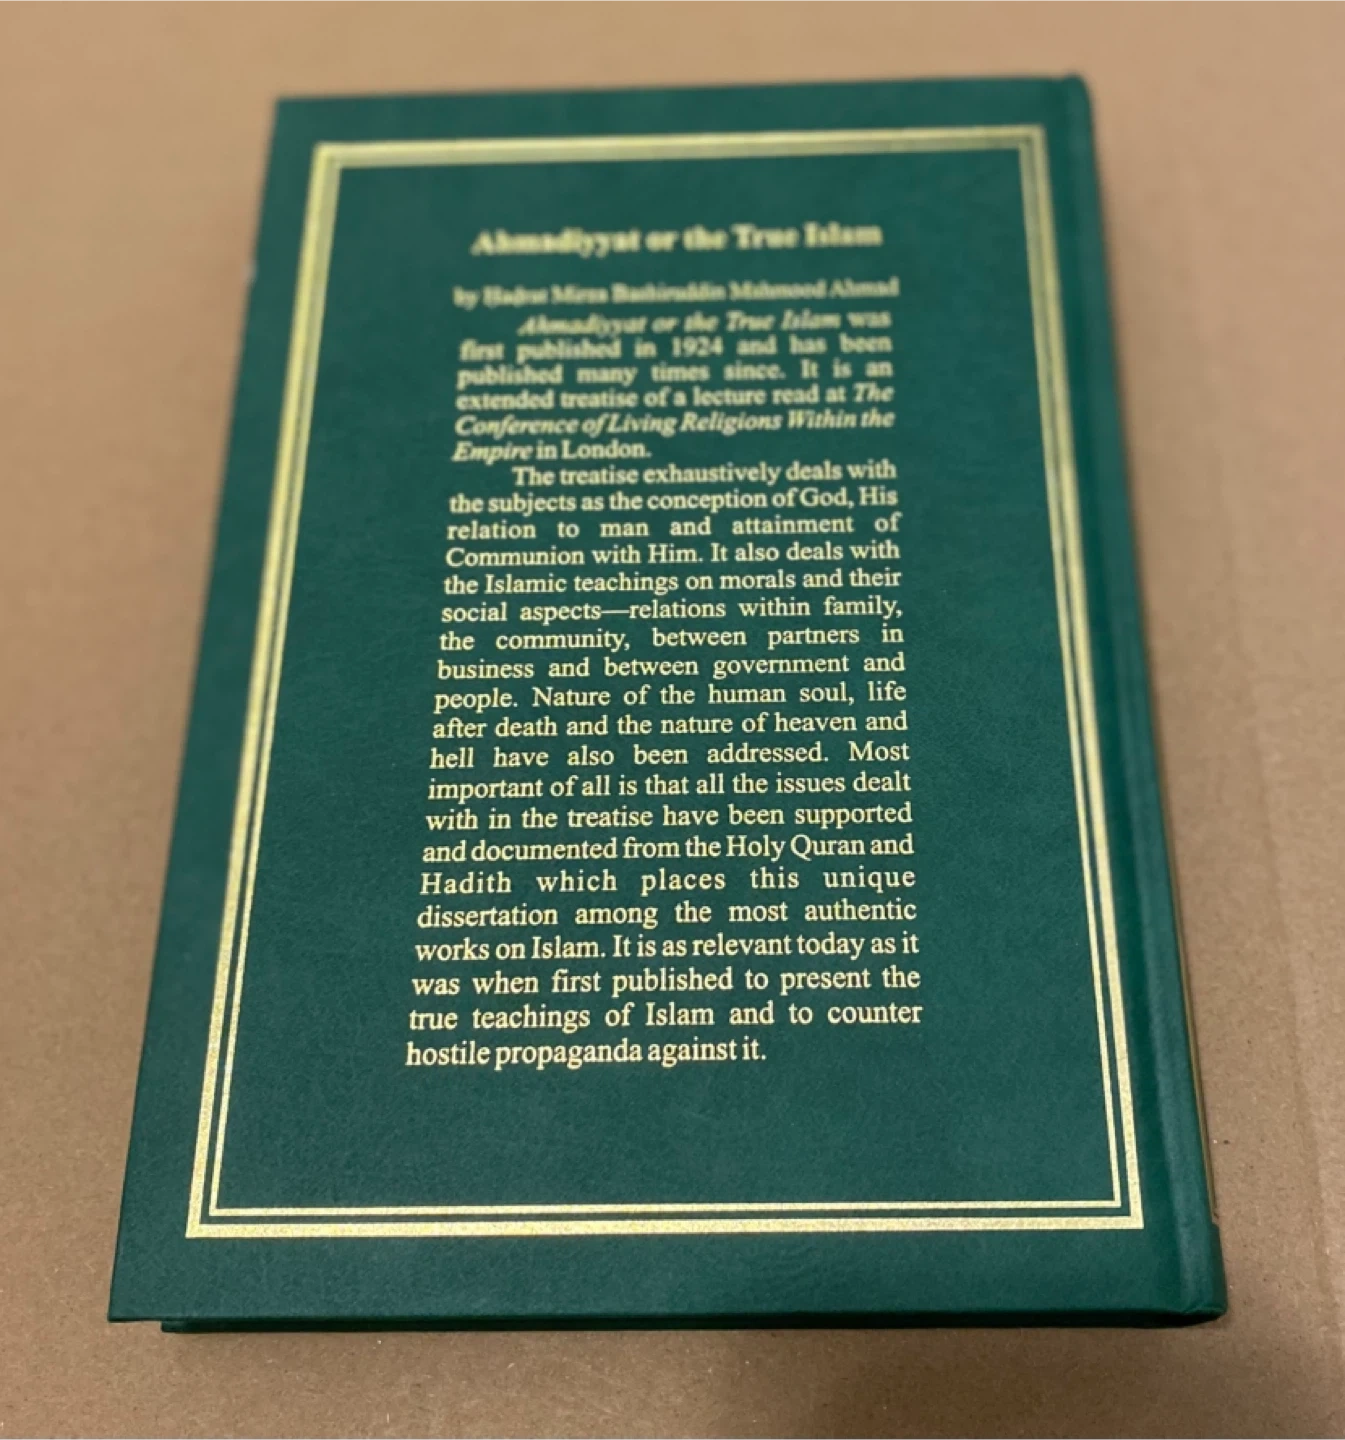 Ahmadiyyat or the True Islam
by Hadrat Mirza Bashiruddin Mahmood Ahmad
Ahmadiyyat or the True Islam was
first published in 1924 and has been
published many times since. It is an
extended treatise of a lecture read at The
Conference of Living Religions Within the
Empire in London.
The treatise exhaustively deals with
the subjects as the conception of God, His
relation to man and attainment of
Communion with Him. It also deals with
the Islamic teachings on morals and their
social aspects—relations within family,
the community, between partners in
business and between government and
people. Nature of the human soul, life
after death and the nature of heaven and
hell have also been addressed. Most
important of all is that all the issues dealt
with in the treatise have been supported
and documented from the Holy Quran and
Hadith which places this unique
dissertation among the most authentic
works on Islam. It is as relevant today as it
was when first published to present the
true teachings of Islam and to counter
hostile propaganda against it.